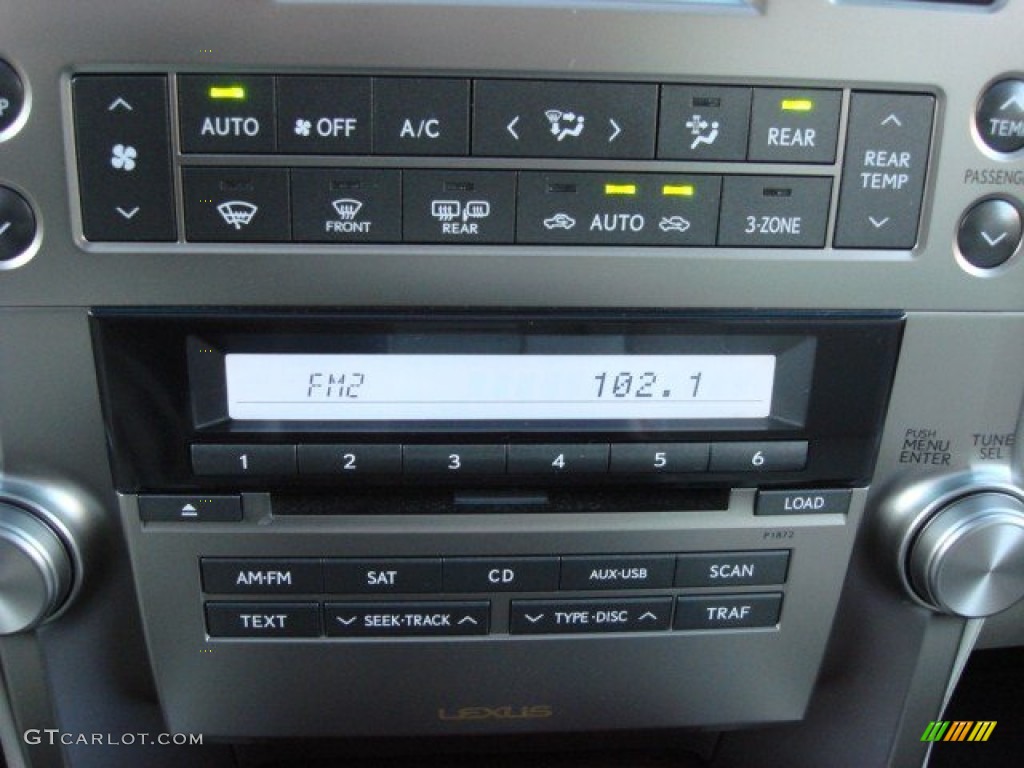 AUTO
OFF
A/C
REAR
REAR
TEMP
FRONT
REAR
AUTO
3-ZONE
PASSENG
FM2 102.1
1 2 3 4 5 6
PUSH
MENU
ENTER
TUNE
SEL
LOAD
P1872
AM·FM SAT CD AUX·USB SCAN
TEXT SEEK·TRACK TYPE·DISC TRAF
LEXUS
GTCARLOT.COM